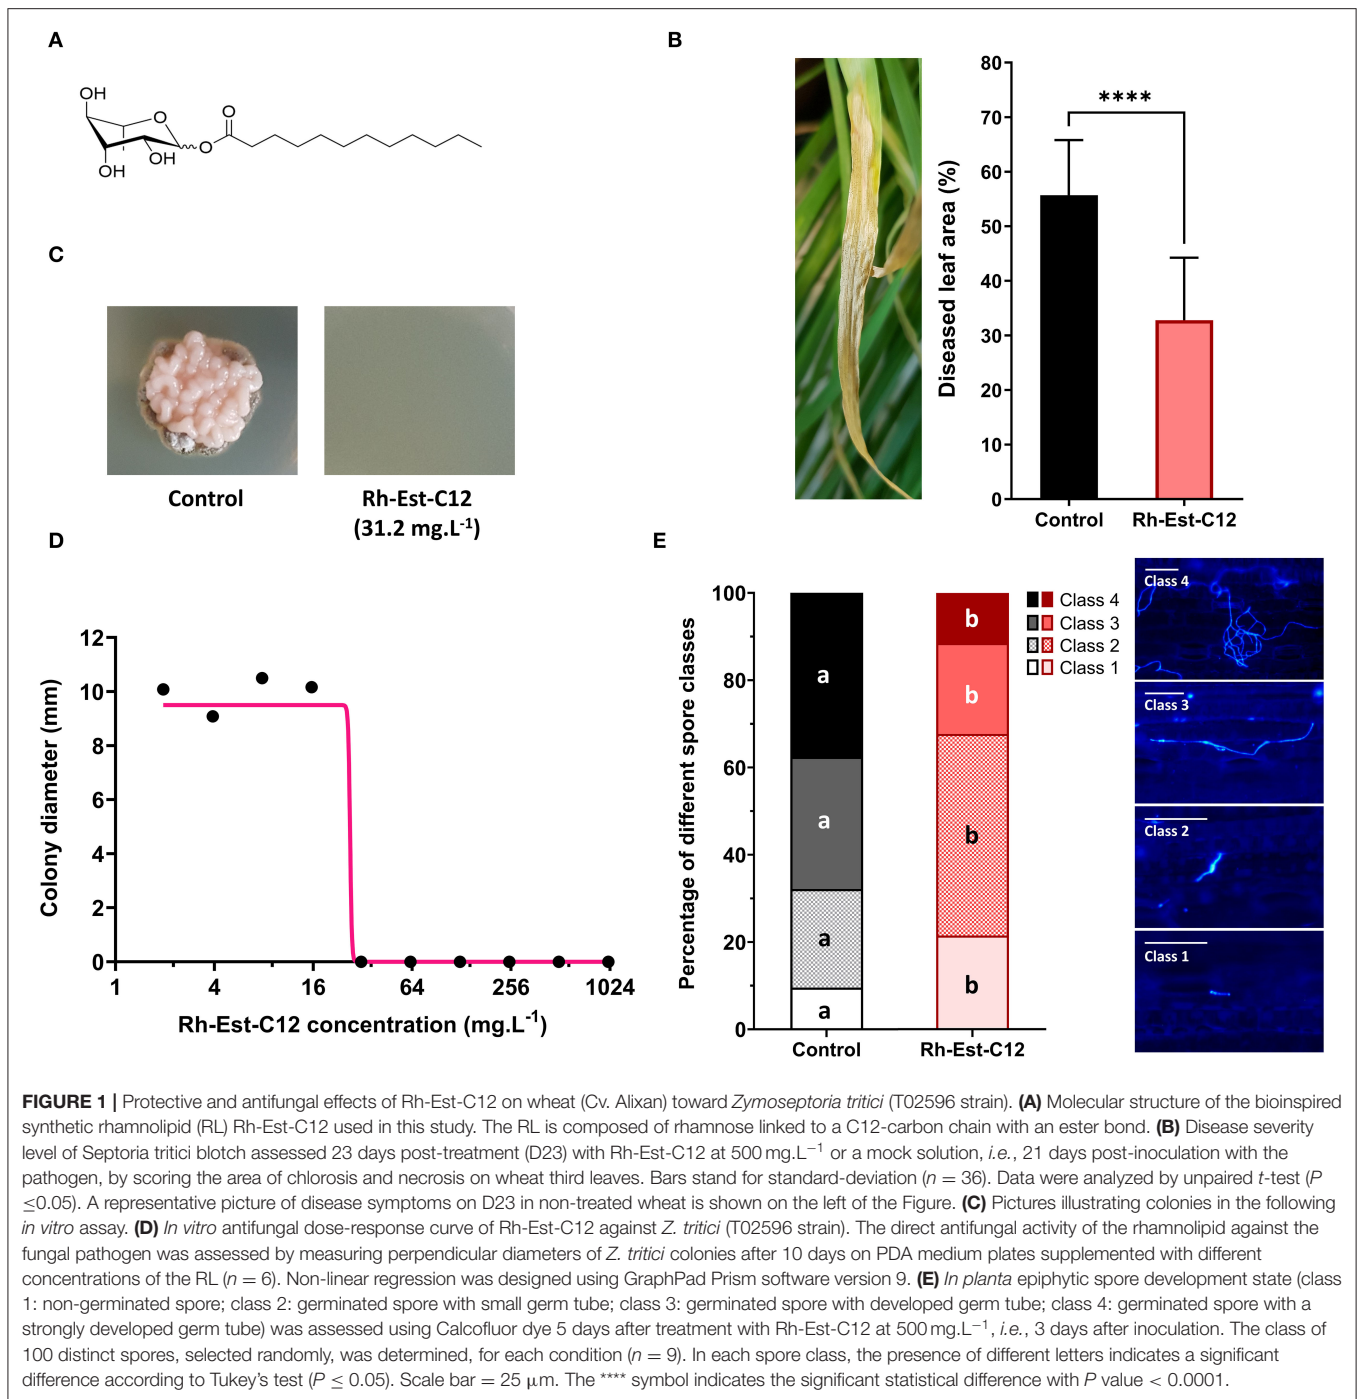 A
OH
O
O
O
OH
OH
B
80
70
60
50
40
30
20
10
0
Diseased leaf area (%)
****
Control
Rh-Est-C12
C
Control
Rh-Est-C12
(31.2 mg.L-1)
D
12
10
8
6
4
2
0
Colony diameter (mm)
1
4
16
64
256
1024
Rh-Est-C12 concentration (mg.L-1)
E
100
80
60
40
20
0
Percentage of different spore classes
a
a
a
a
b
b
b
b
Control
Rh-Est-C12
Class 4
Class 3
Class 2
Class 1
Class 4
Class 3
Class 2
Class 1
FIGURE 1 | Protective and antifungal effects of Rh-Est-C12 on wheat (Cv. Alixan) toward Zymoseptoria tritici (T02596 strain). (A) Molecular structure of the bioinspired
synthetic rhamnolipid (RL) Rh-Est-C12 used in this study. The RL is composed of rhamnose linked to a C12-carbon chain with an ester bond. (B) Disease severity
level of Septoria tritici blotch assessed 23 days post-treatment (D23) with Rh-Est-C12 at 500 mg.L−1 or a mock solution, i.e., 21 days post-inoculation with the
pathogen, by scoring the area of chlorosis and necrosis on wheat third leaves. Bars stand for standard-deviation (n = 36). Data were analyzed by unpaired t-test (P
≤0.05). A representative picture of disease symptoms on D23 in non-treated wheat is shown on the left of the Figure. (C) Pictures illustrating colonies in the following
in vitro assay. (D) In vitro antifungal dose-response curve of Rh-Est-C12 against Z. tritici (T02596 strain). The direct antifungal activity of the rhamnolipid against the
fungal pathogen was assessed by measuring perpendicular diameters of Z. tritici colonies after 10 days on PDA medium plates supplemented with different
concentrations of the RL (n = 6). Non-linear regression was designed using GraphPad Prism software version 9. (E) In planta epiphytic spore development state (class
1: non-germinated spore; class 2: germinated spore with small germ tube; class 3: germinated spore with developed germ tube; class 4: germinated spore with a
strongly developed germ tube) was assessed using Calcofluor dye 5 days after treatment with Rh-Est-C12 at 500 mg.L−1, i.e., 3 days after inoculation. The class of
100 distinct spores, selected randomly, was determined, for each condition (n = 9). In each spore class, the presence of different letters indicates a significant
difference according to Tukey's test (P ≤ 0.05). Scale bar = 25 μm. The **** symbol indicates the significant statistical difference with P value < 0.0001.